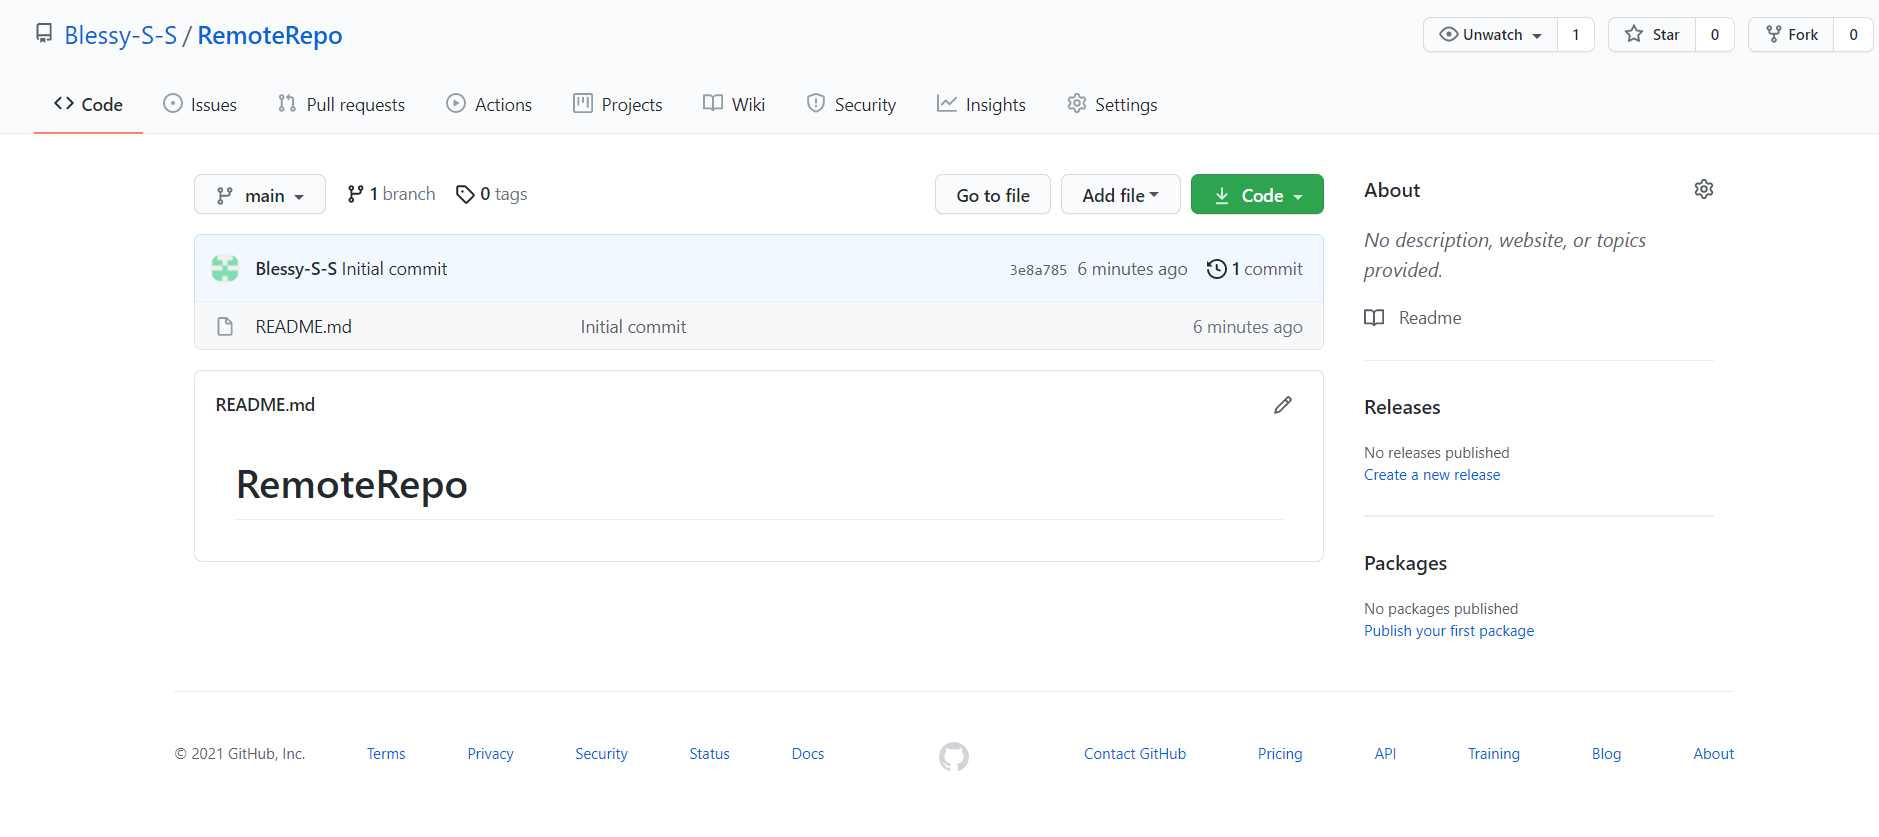 Blessy-S-S / RemoteRepo
Unwatch 1 Star 0 Fork 0
Code Issues Pull requests Actions Projects Wiki Security Insights Settings
main 1 branch 0 tags Go to file Add file Code
Blessy-S-S Initial commit 3e8a785 6 minutes ago 1 commit
README.md Initial commit 6 minutes ago
README.md
RemoteRepo
About
No description, website, or topics
provided.
Readme
Releases
No releases published
Create a new release
Packages
No packages published
Publish your first package
© 2021 GitHub, Inc. Terms Privacy Security Status Docs Contact GitHub Pricing API Training Blog About